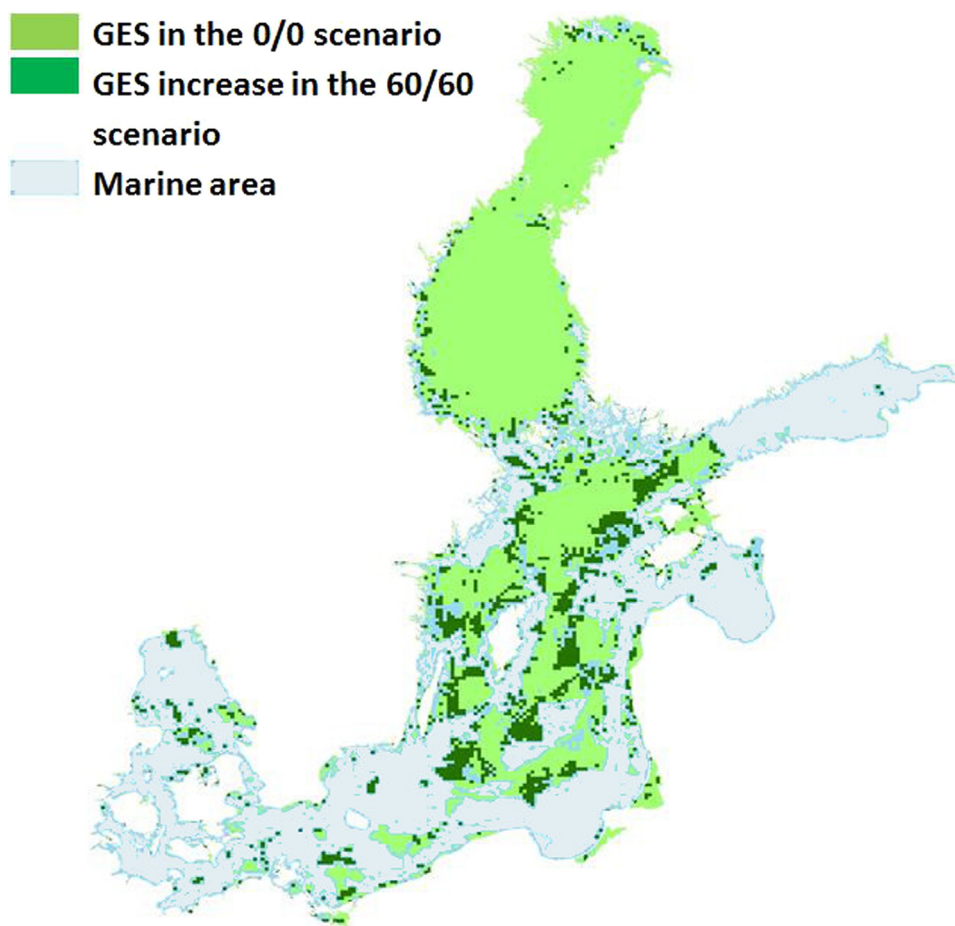 GES in the 0/0 scenario
GES increase in the 60/60
scenario
Marine area